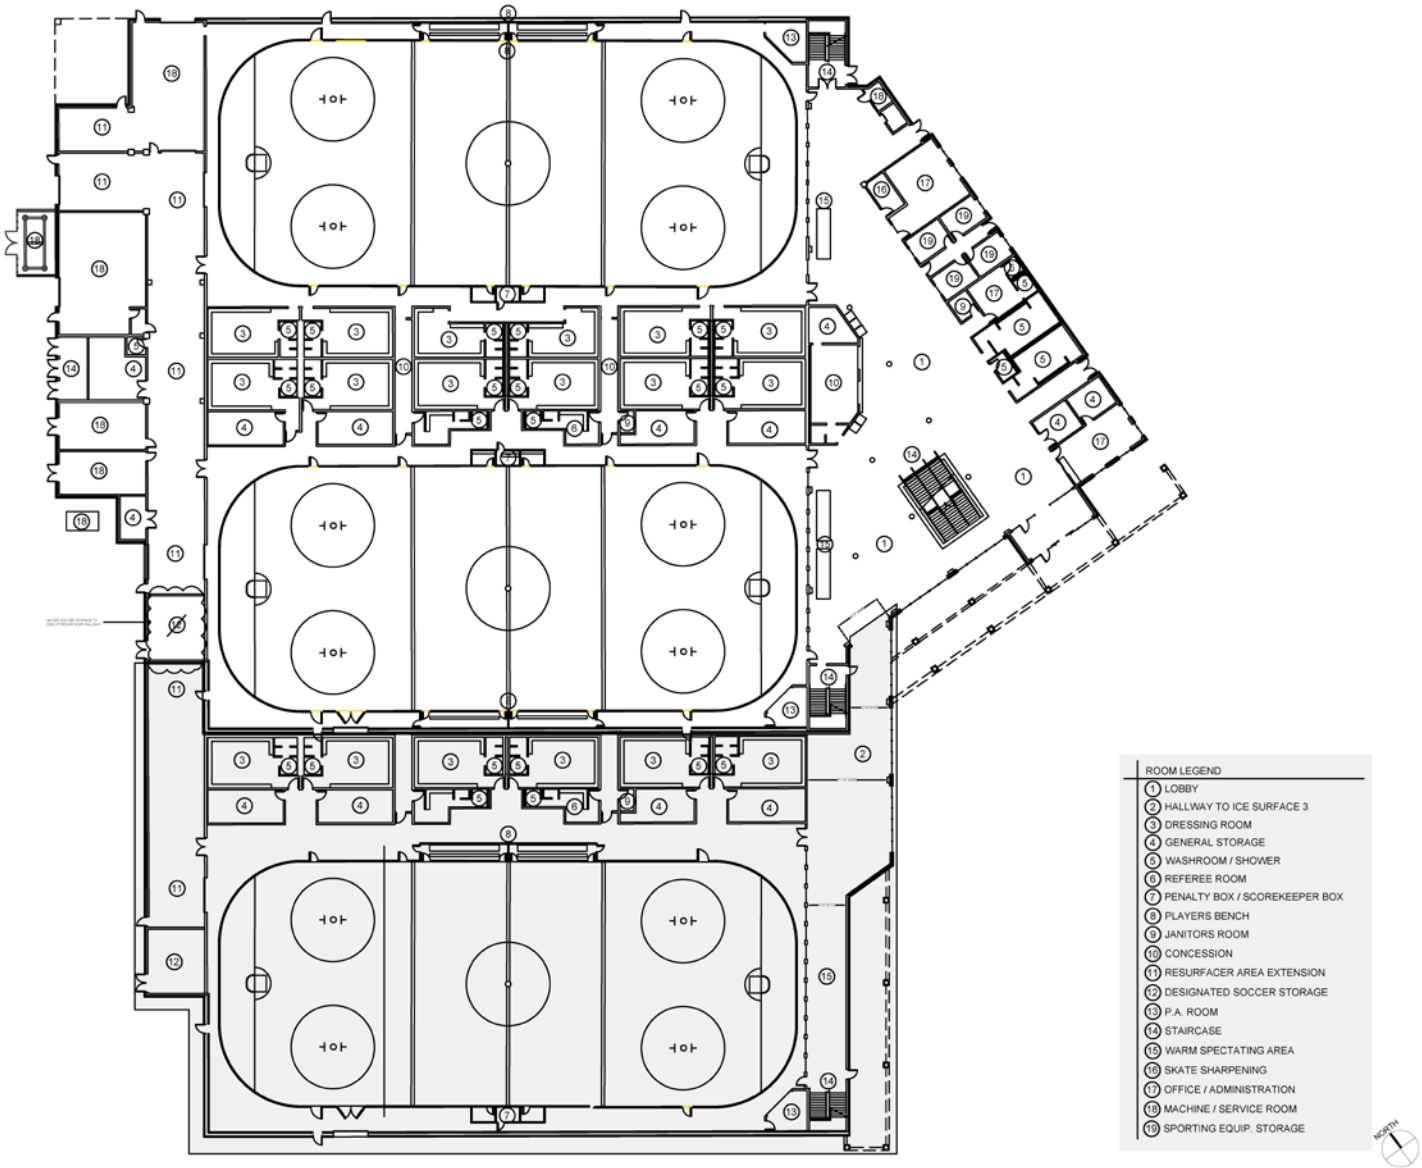 ROOM LEGEND
1 LOBBY
2 HALLWAY TO ICE SURFACE 3
3 DRESSING ROOM
4 GENERAL STORAGE
5 WASHROOM / SHOWER
6 REFEREE ROOM
7 PENALTY BOX / SCOREKEEPER BOX
8 PLAYERS BENCH
9 JANITORS ROOM
10 CONCESSION
11 RESURFACER AREA EXTENSION
12 DESIGNATED SOCCER STORAGE
13 P.A. ROOM
14 STAIRCASE
15 WARM SPECTATING AREA
16 SKATE SHARPENING
17 OFFICE / ADMINISTRATION
18 MACHINE / SERVICE ROOM
19 SPORTING EQUIP. STORAGE
NORTH